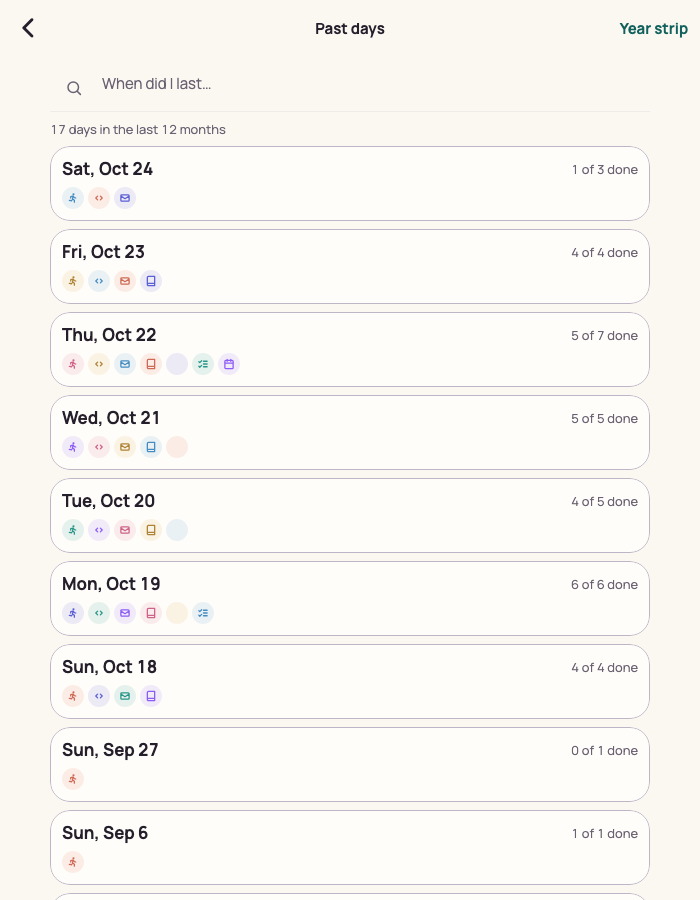 Past days
Year strip
When did I last...
17 days in the last 12 months
Sat, Oct 24
1 of 3 done
Fri, Oct 23
4 of 4 done
Thu, Oct 22
5 of 7 done
Wed, Oct 21
5 of 5 done
Tue, Oct 20
4 of 5 done
Mon, Oct 19
6 of 6 done
Sun, Oct 18
4 of 4 done
Sun, Sep 27
0 of 1 done
Sun, Sep 6
1 of 1 done